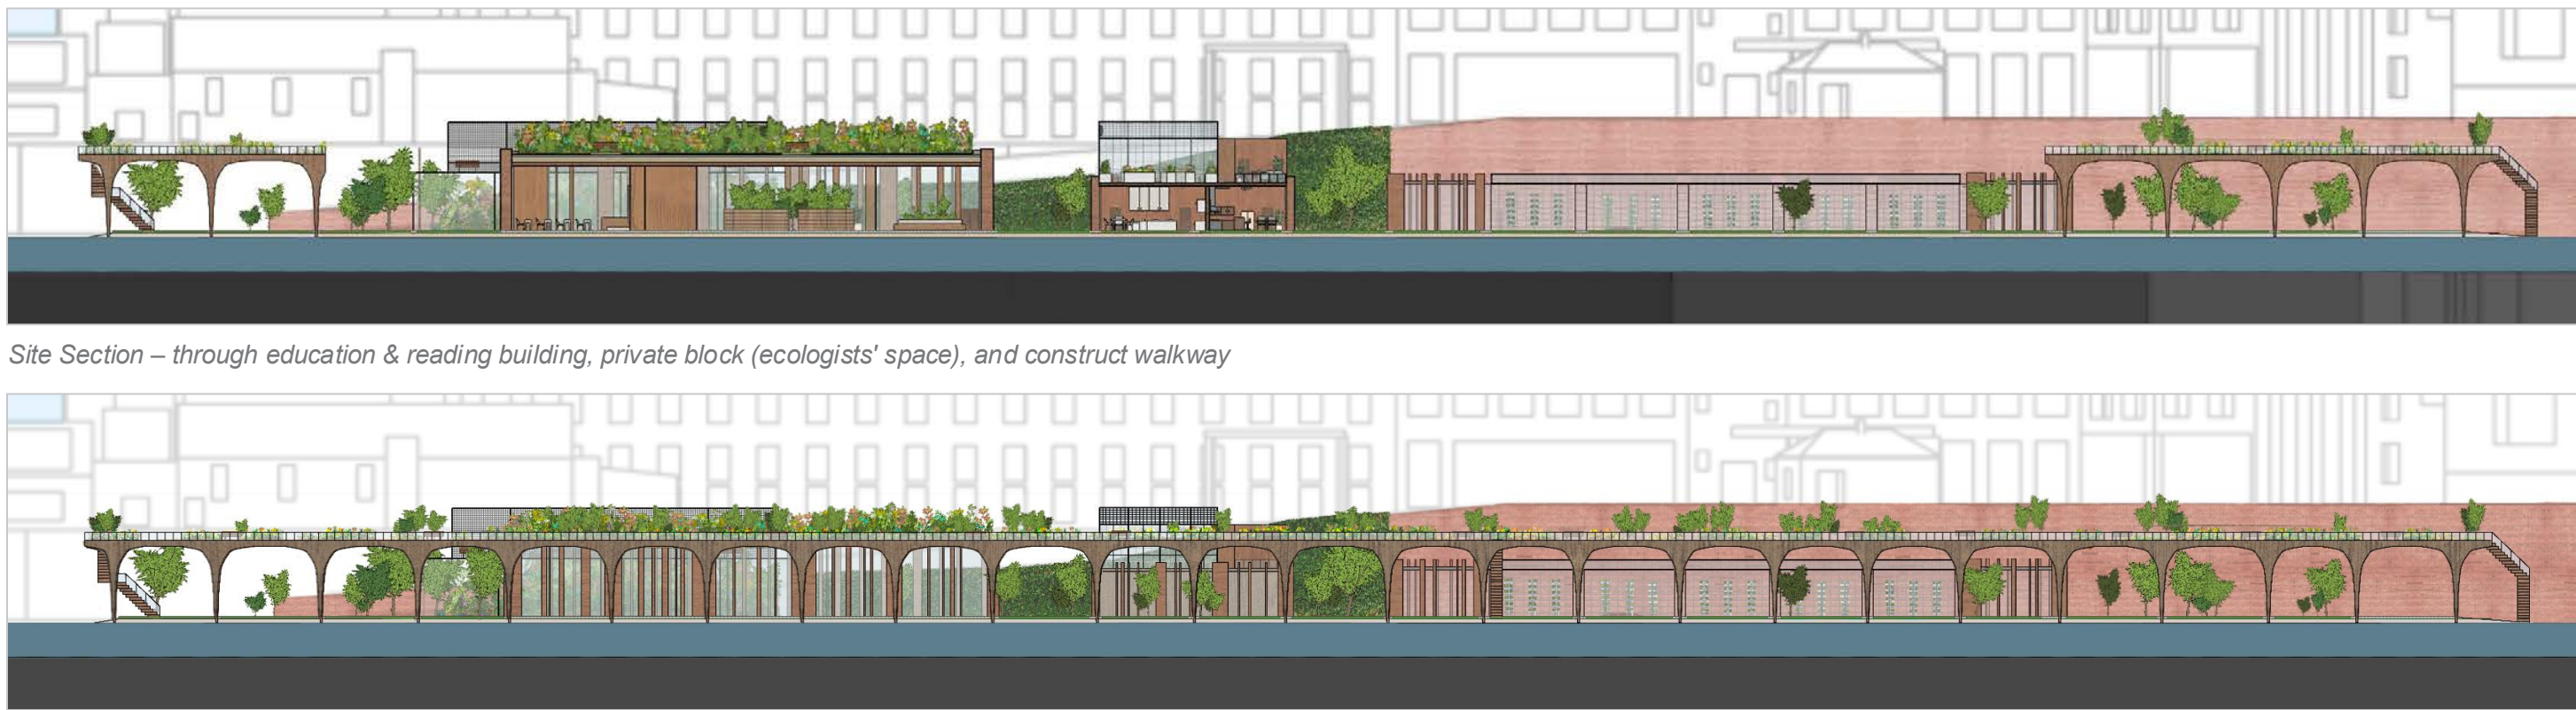 Site Section – through education & reading building, private block (ecologists' space), and construct walkway